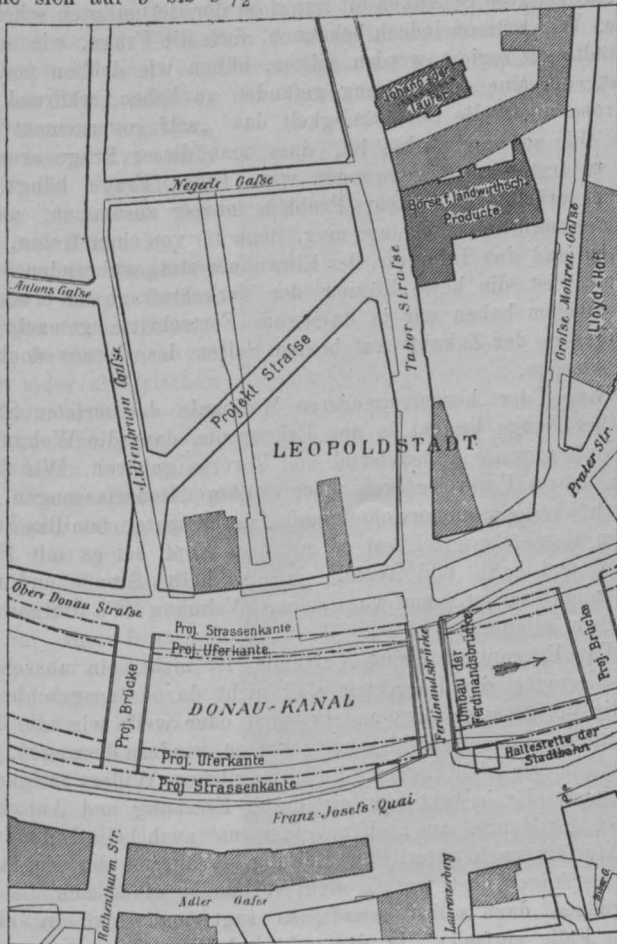 Johann der
Täufer
Negerle Gaſse
Börse f. landwirthsch.
Producte
Antons Gaſse
Tabor Straſse
Große Mohren-Gaſse
Lloyd-Hof
Lilienbrunn Gaſse
Projekt Straſse
LEOPOLDSTADT
Prater Str.
Obere Donau Straſse
Proj. Strassenkante
Proj. Uferkante
Proj. Brücke
DONAU-KANAL
Ferdinandsbrücke
Umbau der
Ferdinandsbrücke
Proj. Brücke
Proj. Uferkante
Proj. Strassenkante
Haltestelle der
Stadtbahn
Franz-Josefs-Quai
Rothenthurm Str.
Adler Gaſse
Laurenzerberg